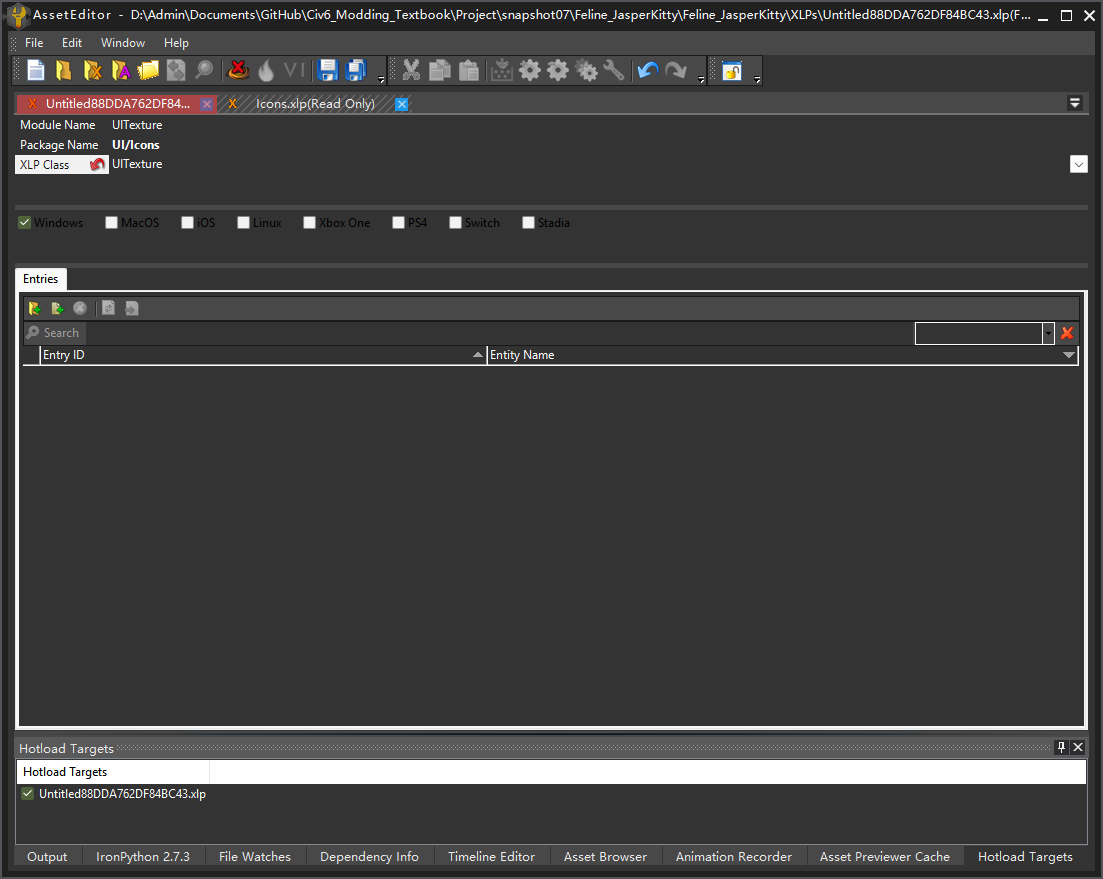 AssetEditor - D:\Admin\Documents\GitHub\Civ6_Modding_Textbook\Project\snapshot07\Feline_JasperKitty\Feline_JasperKitty\XLPs\Untitled88DDA762DF84BC43.xlp(F...
File Edit Window Help
VI
Untitled88DDA762DF84... Icons.xlp(Read Only)
Module Name UITexture
Package Name UI/Icons
XLP Class UITexture
Windows MacOS iOS Linux Xbox One PS4 Switch Stadia
Entries
Search
Entry ID Entity Name
Hotload Targets
Hotload Targets
Untitled88DDA762DF84BC43.xlp
Output IronPython 2.7.3 File Watches Dependency Info Timeline Editor Asset Browser Animation Recorder Asset Previewer Cache Hotload Targets